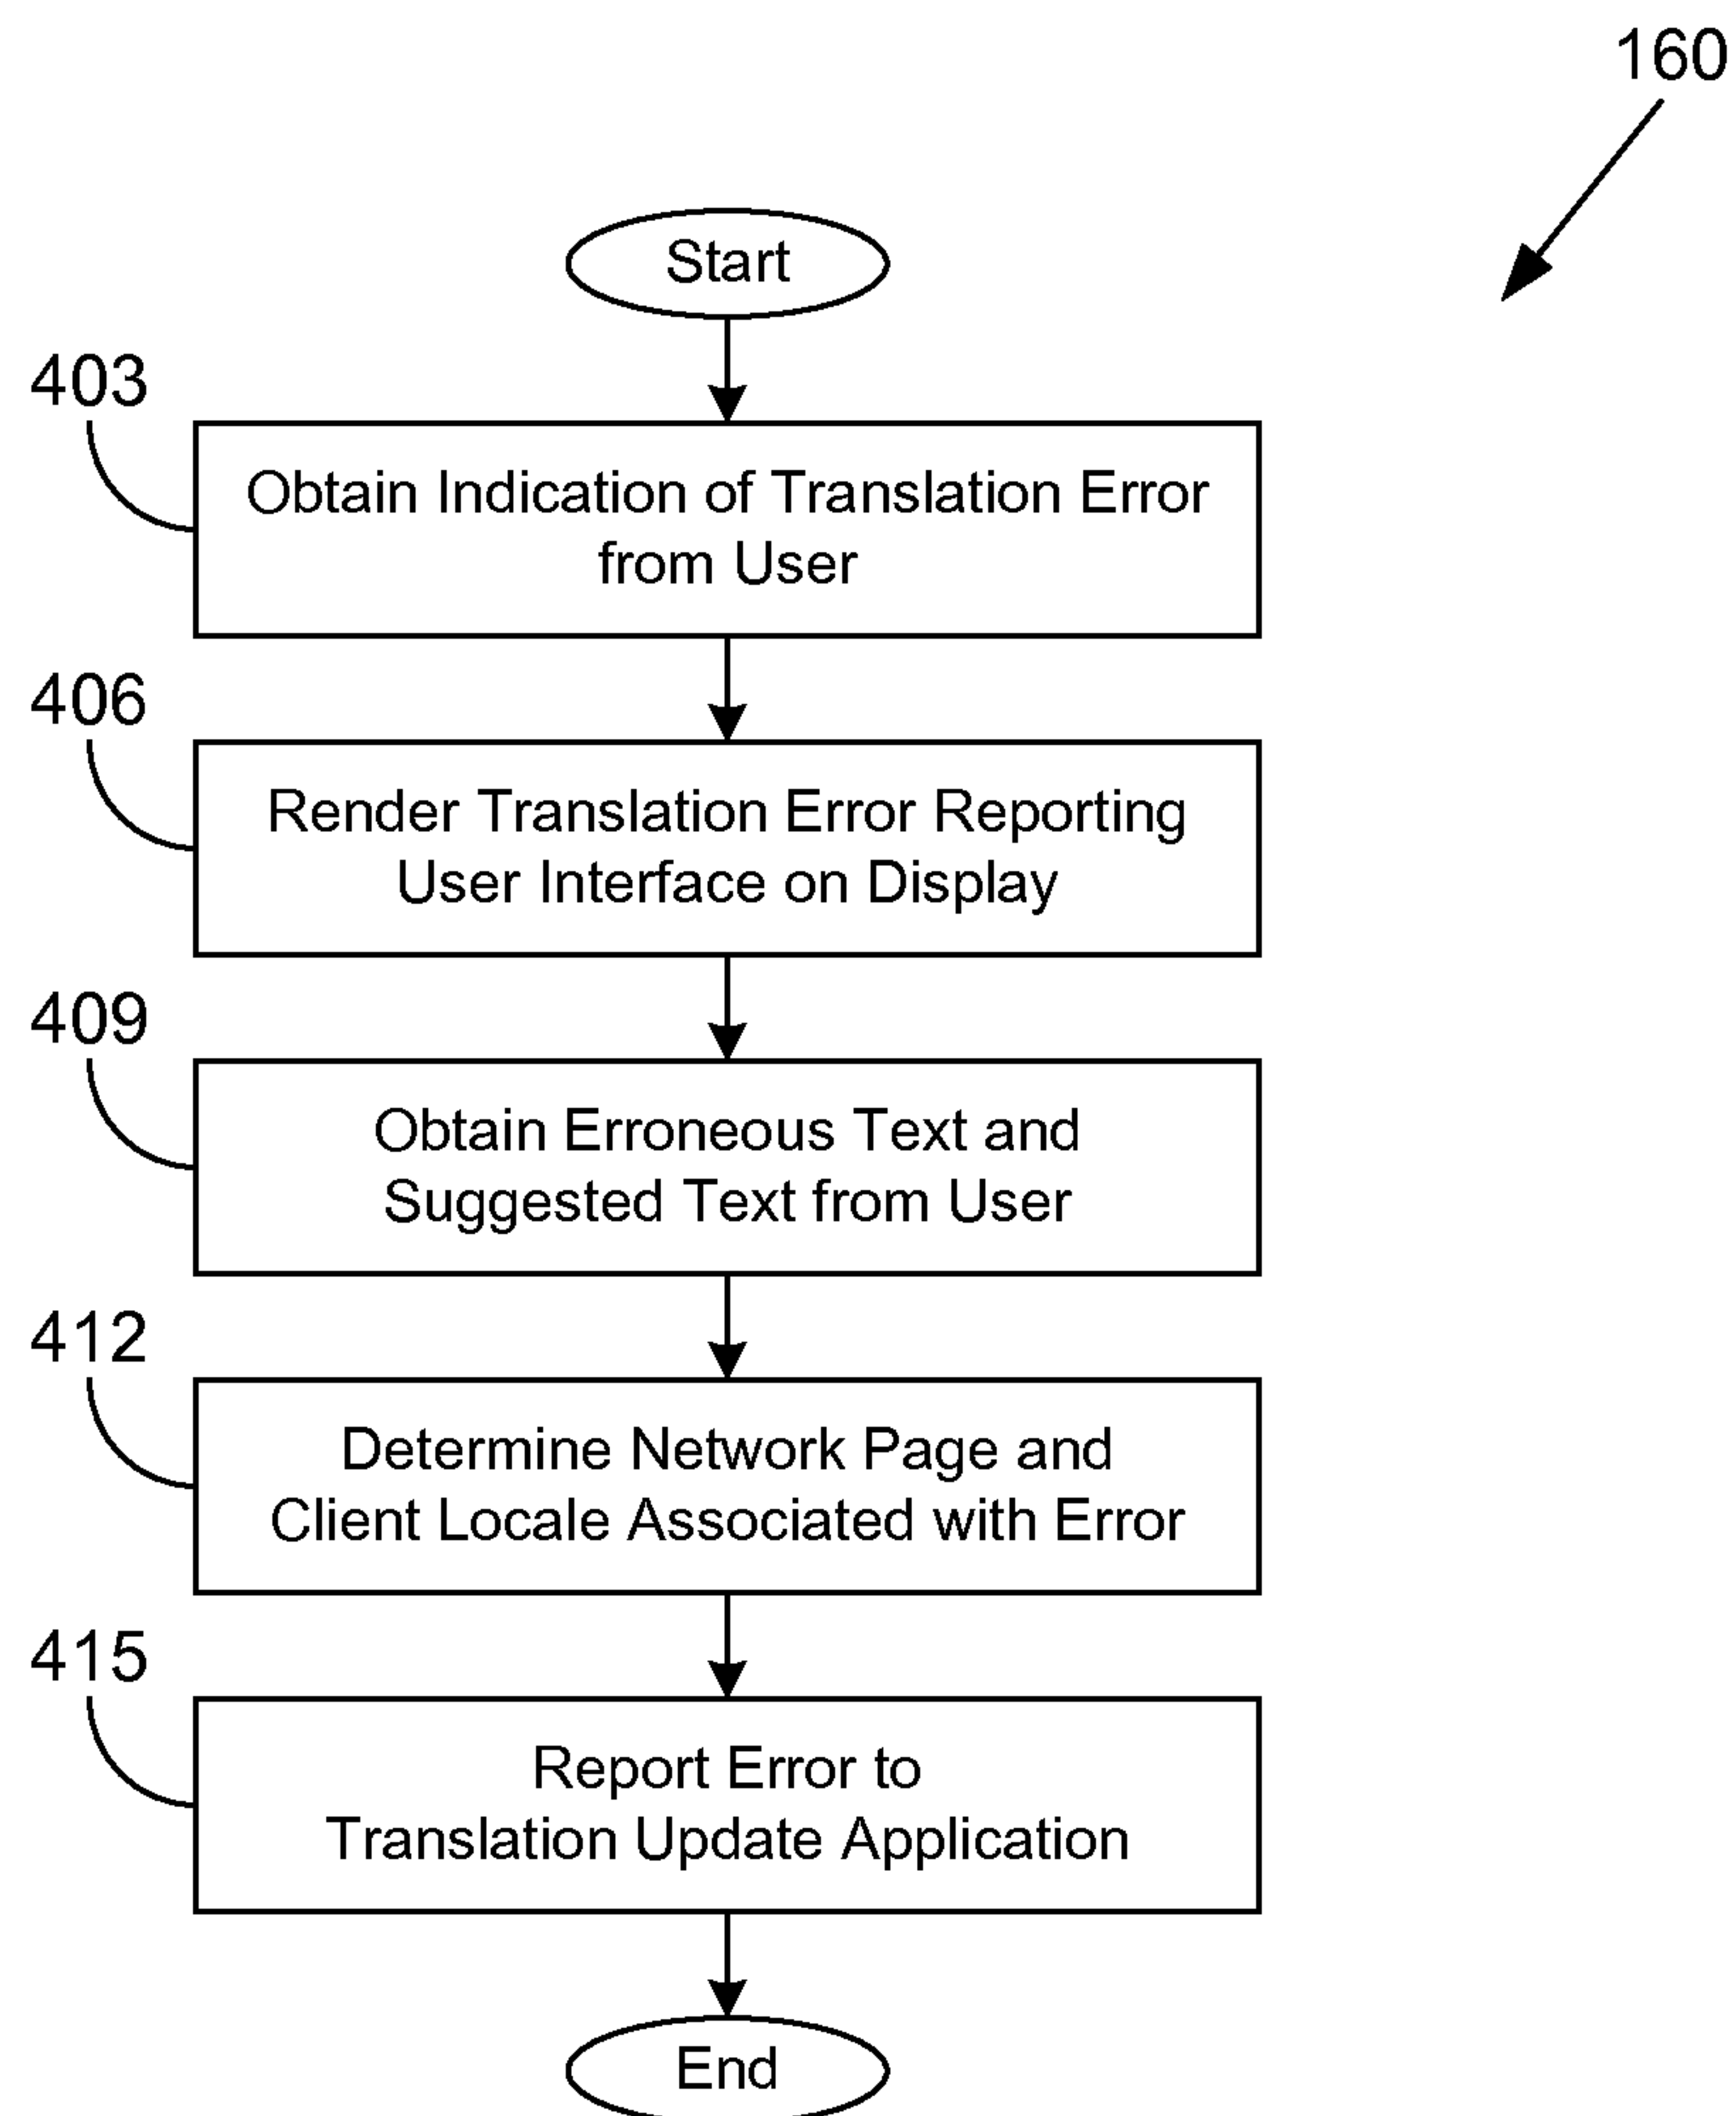 160
Start
403
Obtain Indication of Translation Error
from User
406
Render Translation Error Reporting
User Interface on Display
409
Obtain Erroneous Text and
Suggested Text from User
412
Determine Network Page and
Client Locale Associated with Error
415
Report Error to
Translation Update Application
End